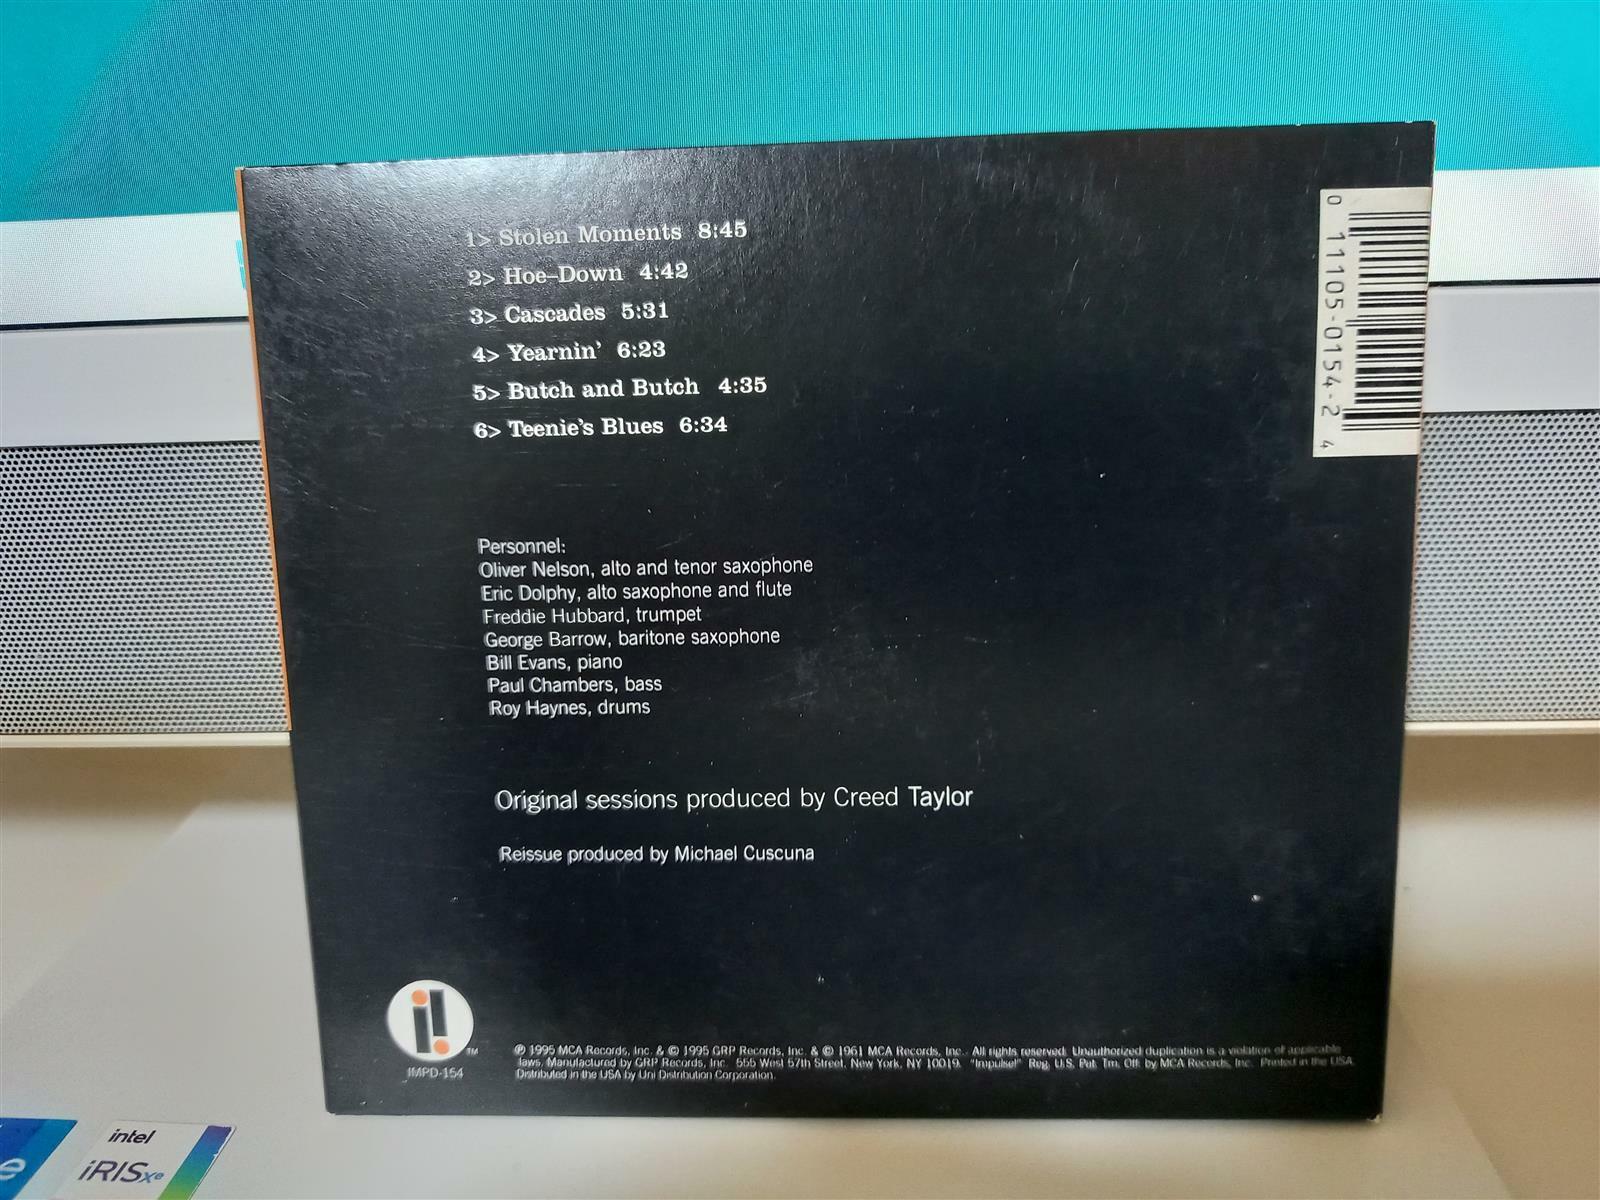 1> Stolen Moments 8:45
2> Hoe-Down 4:42
3> Cascades 5:31
4> Yearnin' 6:23
5> Butch and Butch 4:35
6> Teenie's Blues 6:34
0 11105-0154-2 4
Personnel:
Oliver Nelson, alto and tenor saxophone
Eric Dolphy, alto saxophone and flute
Freddie Hubbard, trumpet
George Barrow, baritone saxophone
Bill Evans, piano
Paul Chambers, bass
Roy Haynes, drums
Original sessions produced by Creed Taylor
Reissue produced by Michael Cuscuna
i! TM
IMPD-154
℗ 1995 MCA Records, Inc. & © 1995 GRP Records, Inc. & © 1961 MCA Records, Inc. All rights reserved. Unauthorized duplication is a violation of applicable
laws. Manufactured by GRP Records, Inc. 555 West 57th Street, New York, NY 10019. "Impulse!" Reg. U.S. Pat. Tm. Off. by MCA Records, Inc. Printed in the USA.
Distributed in the USA by Uni Distribution Corporation.
e
intel
iRISxe